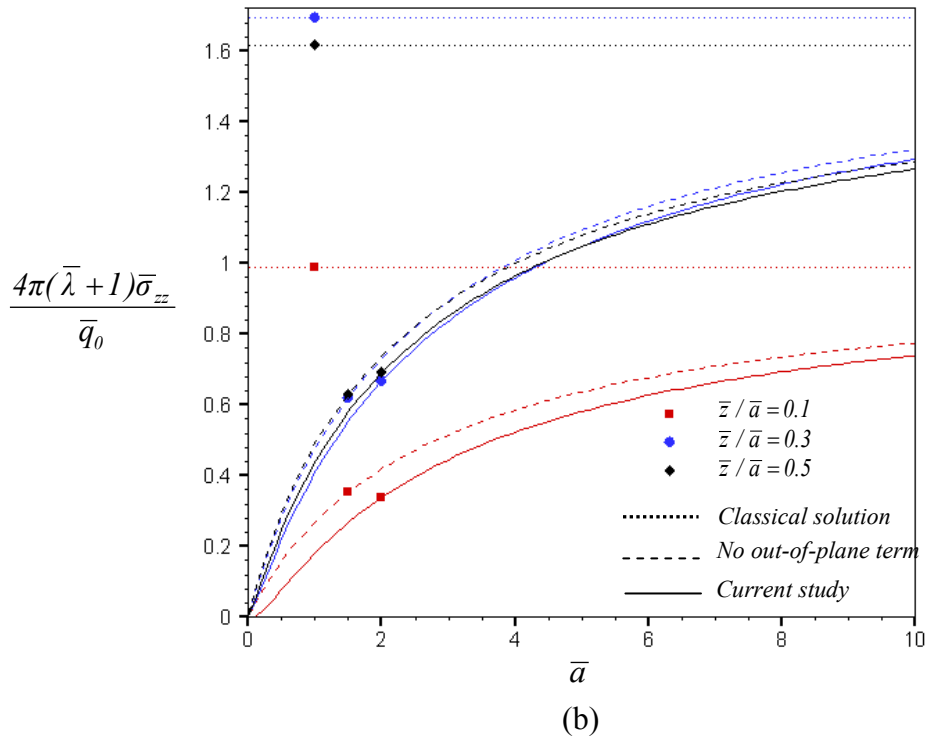 1.6
1.4
1.2
1
0.8
0.6
0.4
0.2
0
4π(λ̅+1)σ̅zz
q̅0
z̅ / a̅ = 0.1
z̅ / a̅ = 0.3
z̅ / a̅ = 0.5
Classical solution
No out-of-plane term
Current study
0 2 4 6 8 10
a̅
(b)